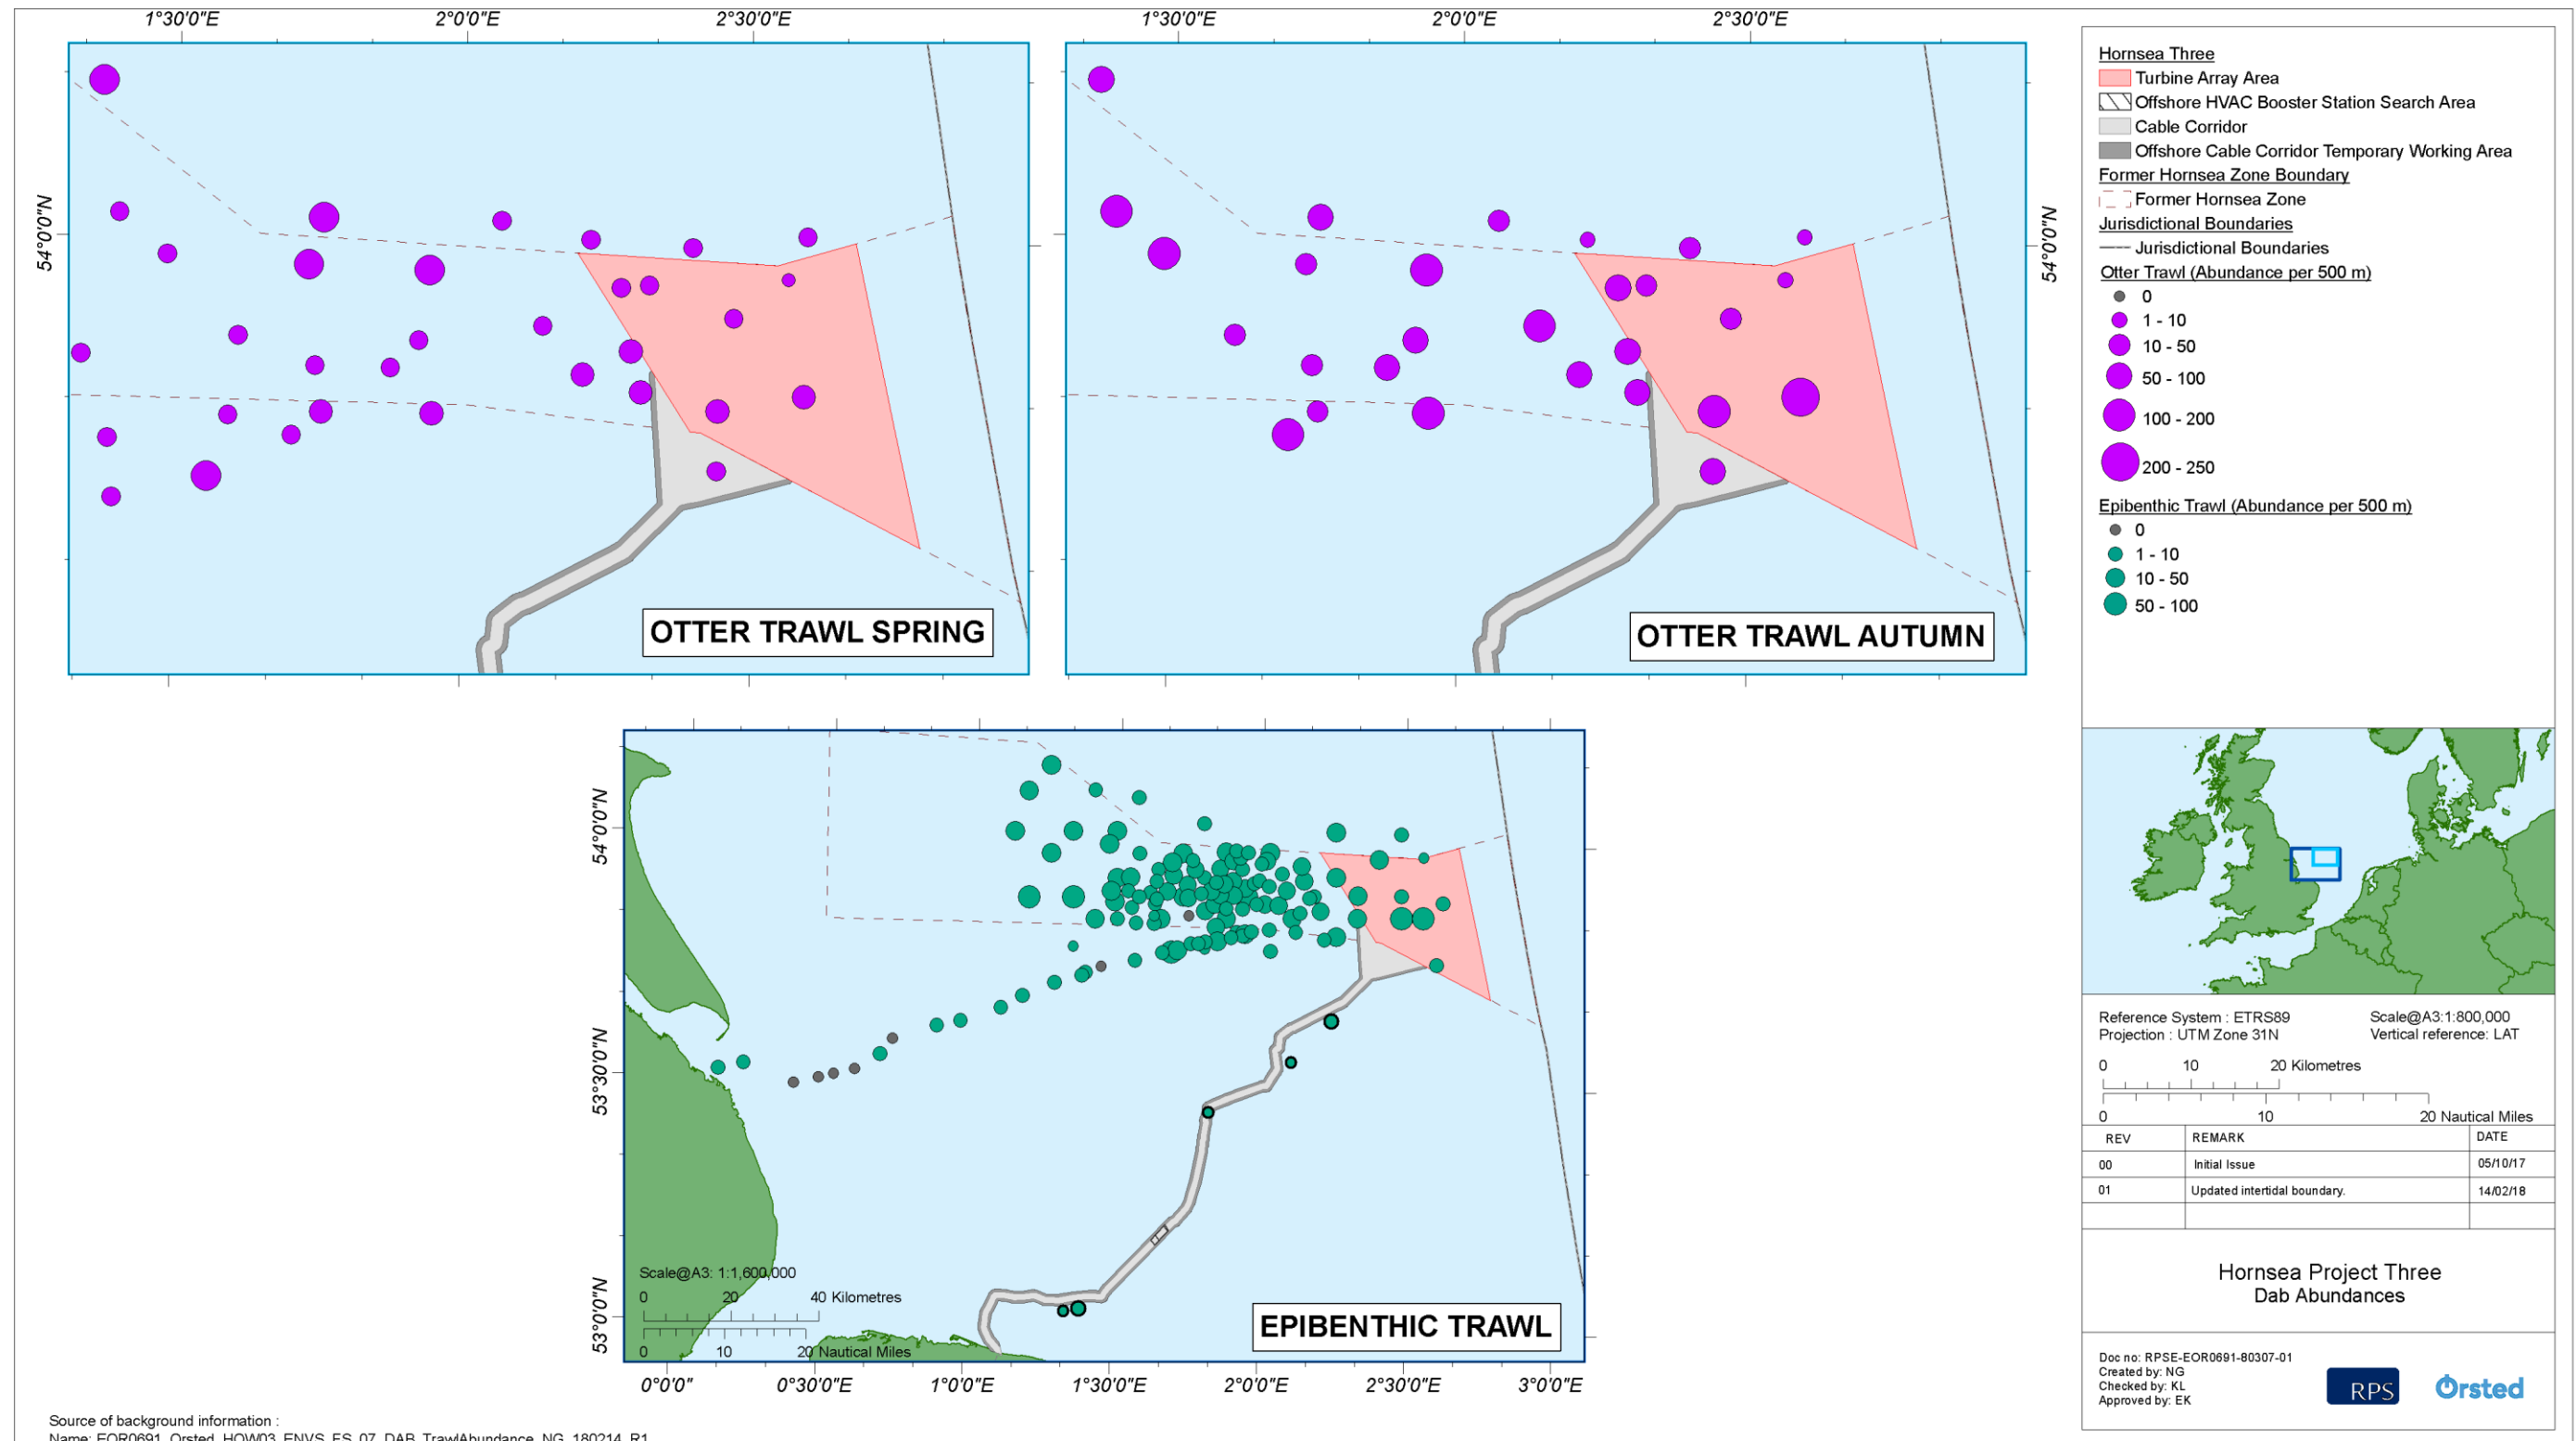 1°30'0"E 2°0'0"E 2°30'0"E
54°0'0"N
OTTER TRAWL SPRING
1°30'0"E 2°0'0"E 2°30'0"E
54°0'0"N
OTTER TRAWL AUTUMN
54°0'0"N
53°30'0"N
53°0'0"N
Scale@A3: 1:1,600,000
0 20 40 Kilometres
0 10 20 Nautical Miles
EPIBENTHIC TRAWL
0°0'0" 0°30'0"E 1°0'0"E 1°30'0"E 2°0'0"E 2°30'0"E 3°0'0"E
Source of background information :
Name: EOR0691_Orsted_HOW03_ENVS_ES_07_DAB_TrawlAbundance_NG_180214_R1
Hornsea Three
Turbine Array Area
Offshore HVAC Booster Station Search Area
Cable Corridor
Offshore Cable Corridor Temporary Working Area
Former Hornsea Zone Boundary
Former Hornsea Zone
Jurisdictional Boundaries
Jurisdictional Boundaries
Otter Trawl (Abundance per 500 m)
0
1 - 10
10 - 50
50 - 100
100 - 200
200 - 250
Epibenthic Trawl (Abundance per 500 m)
0
1 - 10
10 - 50
50 - 100
Reference System : ETRS89 Scale@A3:1:800,000
Projection : UTM Zone 31N Vertical reference: LAT
0 10 20 Kilometres
0 10 20 Nautical Miles
REV REMARK DATE
00 Initial Issue 05/10/17
01 Updated intertidal boundary. 14/02/18
Hornsea Project Three
Dab Abundances
Doc no: RPSE-EOR0691-80307-01
Created by: NG
Checked by: KL
Approved by: EK
RPS
Ørsted